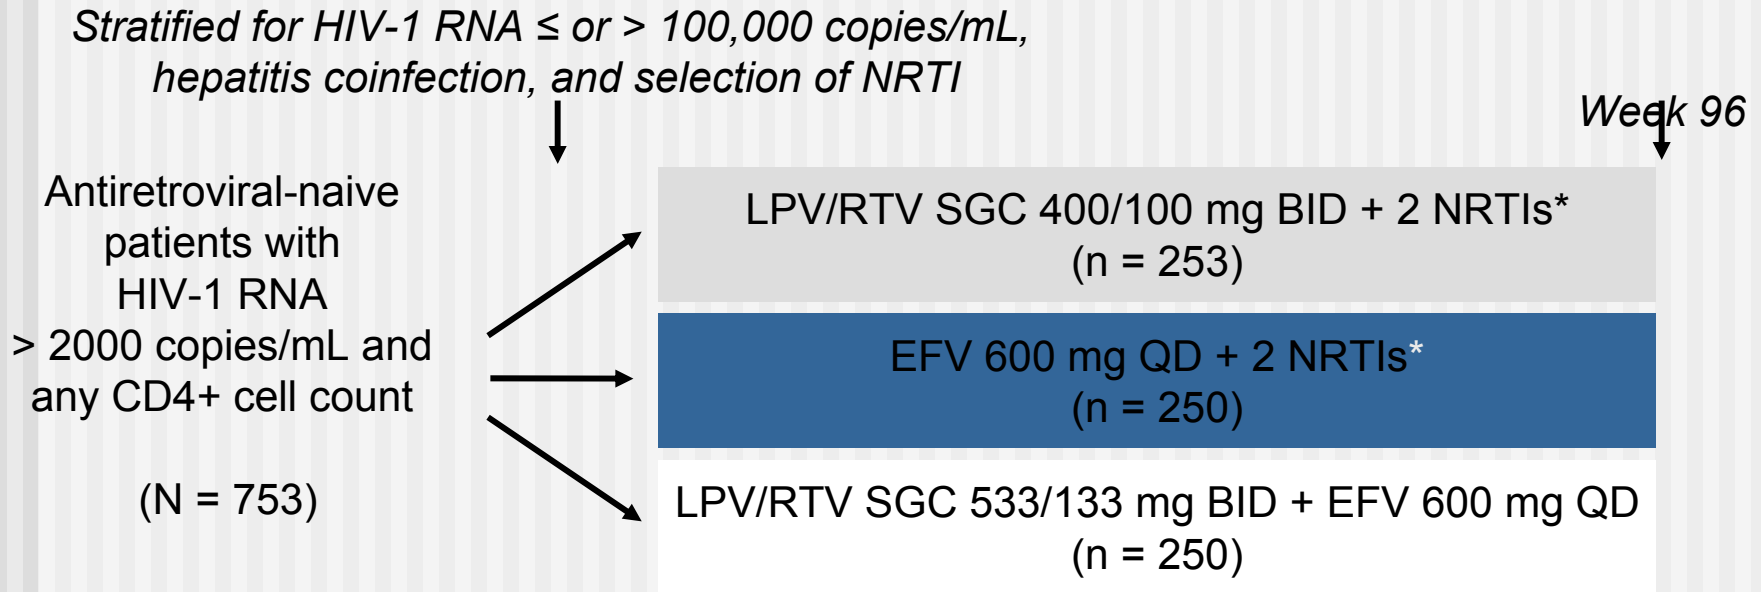 Stratified for HIV-1 RNA ≤ or > 100,000 copies/mL,
hepatitis coinfection, and selection of NRTI
Week 96
Antiretroviral-naive
patients with
HIV-1 RNA
> 2000 copies/mL and
any CD4+ cell count
(N = 753)
LPV/RTV SGC 400/100 mg BID + 2 NRTIs*
(n = 253)
EFV 600 mg QD + 2 NRTIs*
(n = 250)
LPV/RTV SGC 533/133 mg BID + EFV 600 mg QD
(n = 250)